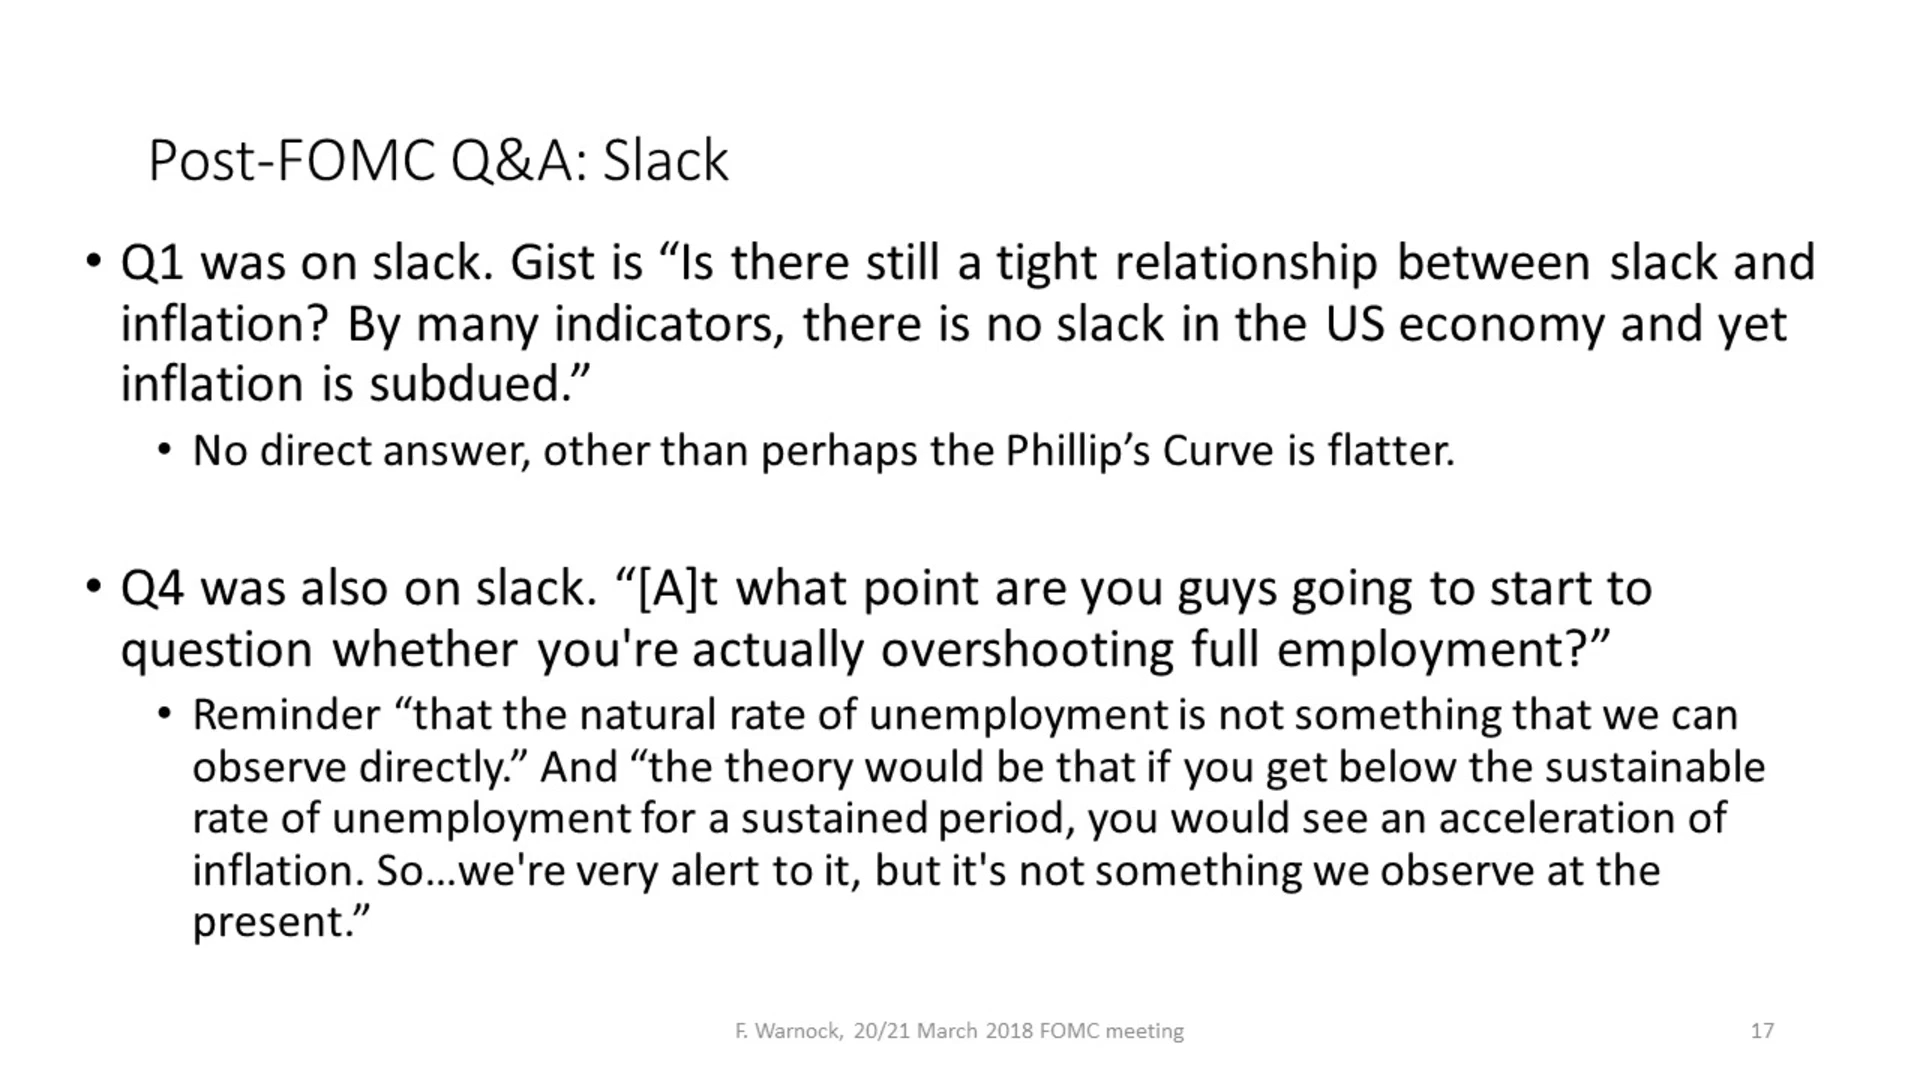 Post-FOMC Q&A: Slack
• Q1 was on slack. Gist is “Is there still a tight relationship between slack and
inflation? By many indicators, there is no slack in the US economy and yet
inflation is subdued.”
• No direct answer, other than perhaps the Phillip’s Curve is flatter.
• Q4 was also on slack. “[A]t what point are you guys going to start to
question whether you're actually overshooting full employment?”
• Reminder “that the natural rate of unemployment is not something that we can
observe directly.” And “the theory would be that if you get below the sustainable
rate of unemployment for a sustained period, you would see an acceleration of
inflation. So…we're very alert to it, but it's not something we observe at the
present.”
F. Warnock, 20/21 March 2018 FOMC meeting
17